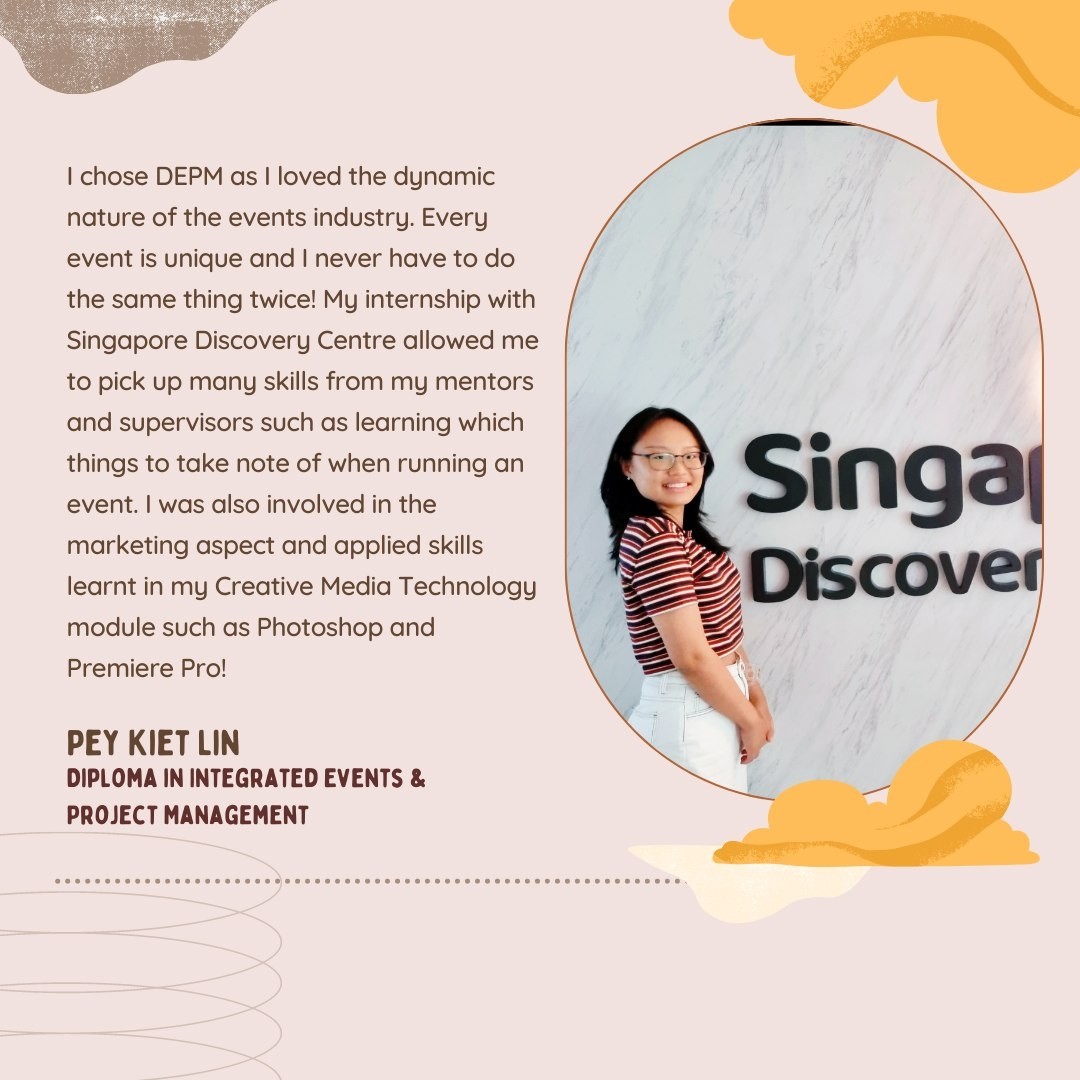 I chose DEPM as I loved the dynamic
nature of the events industry. Every
event is unique and I never have to do
the same thing twice! My internship with
Singapore Discovery Centre allowed me
to pick up many skills from my mentors
and supervisors such as learning which
things to take note of when running an
event. I was also involved in the
marketing aspect and applied skills
learnt in my Creative Media Technology
module such as Photoshop and
Premiere Pro!
PEY KIET LIN
DIPLOMA IN INTEGRATED EVENTS &
PROJECT MANAGEMENT
Singap
Discover